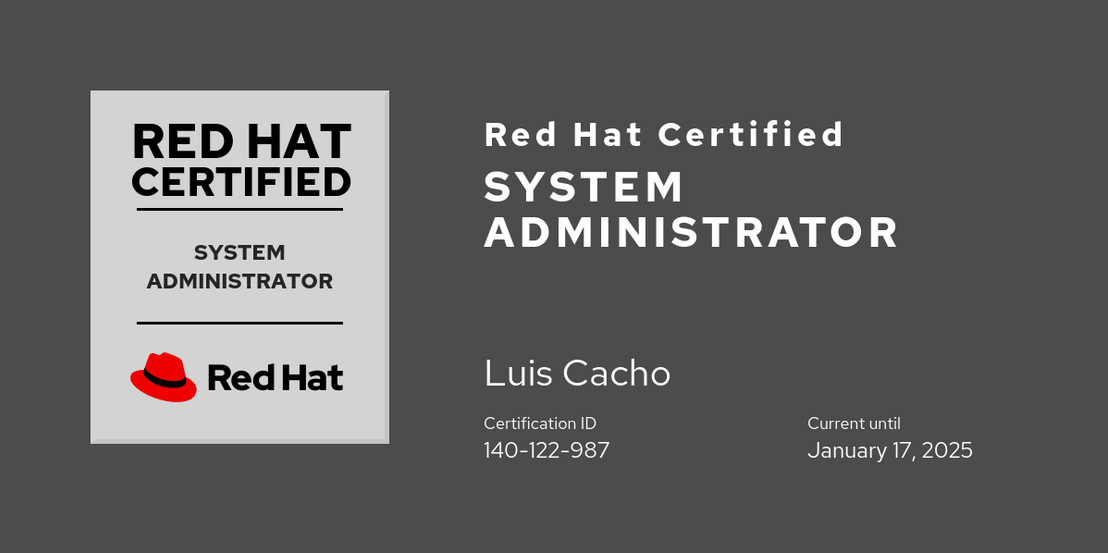 RED HAT
CERTIFIED
SYSTEM
ADMINISTRATOR
Red Hat
Red Hat Certified
SYSTEM
ADMINISTRATOR
Luis Cacho
Certification ID
140-122-987
Current until
January 17, 2025